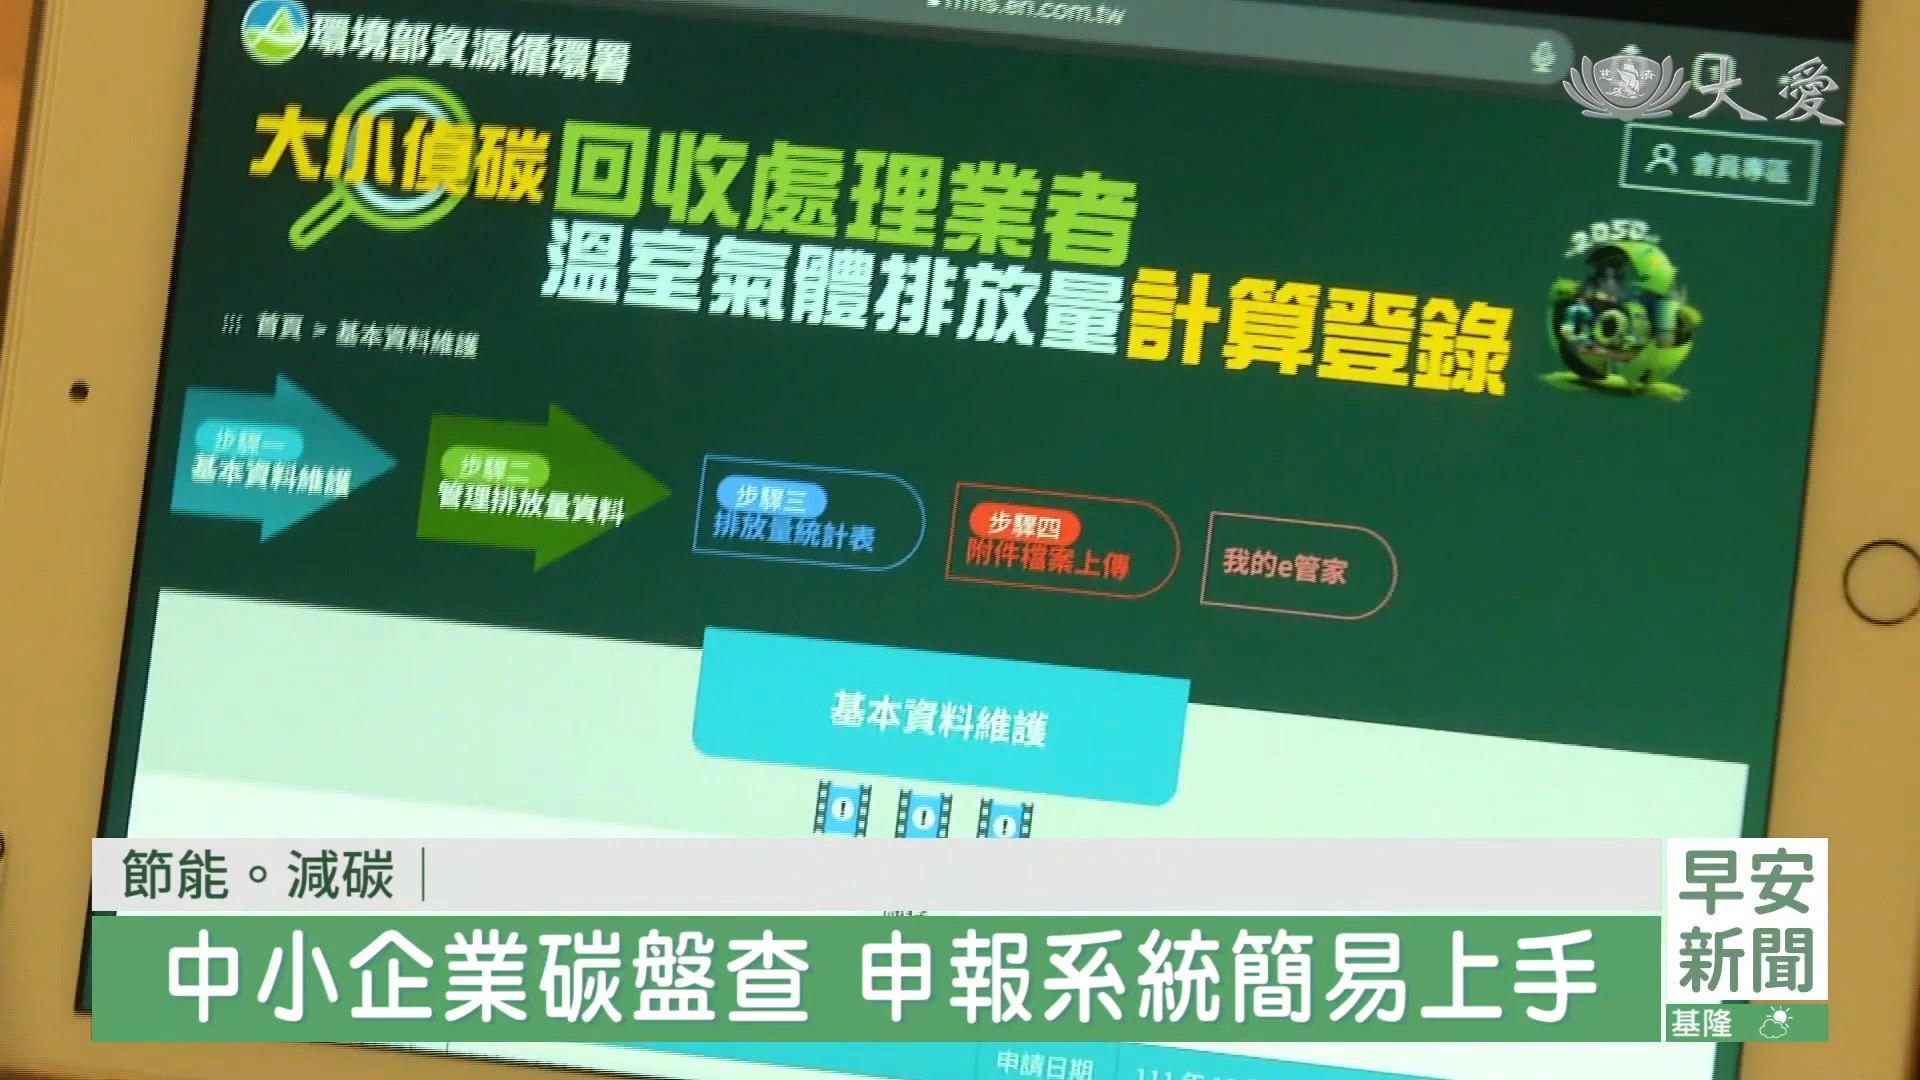 環境部資源循環署
慈濟 大愛
大小偵碳 回收處理業者
溫室氣體排放量計算登錄
會員專區
2050
首頁 > 基本資料維護
步驟一
基本資料維護
步驟二
管理排放量資料
步驟三
排放量統計表
步驟四
附件檔案上傳
我的e管家
基本資料維護
節能。減碳
中小企業碳盤查 申報系統簡易上手
早安
新聞
基隆
申請日期